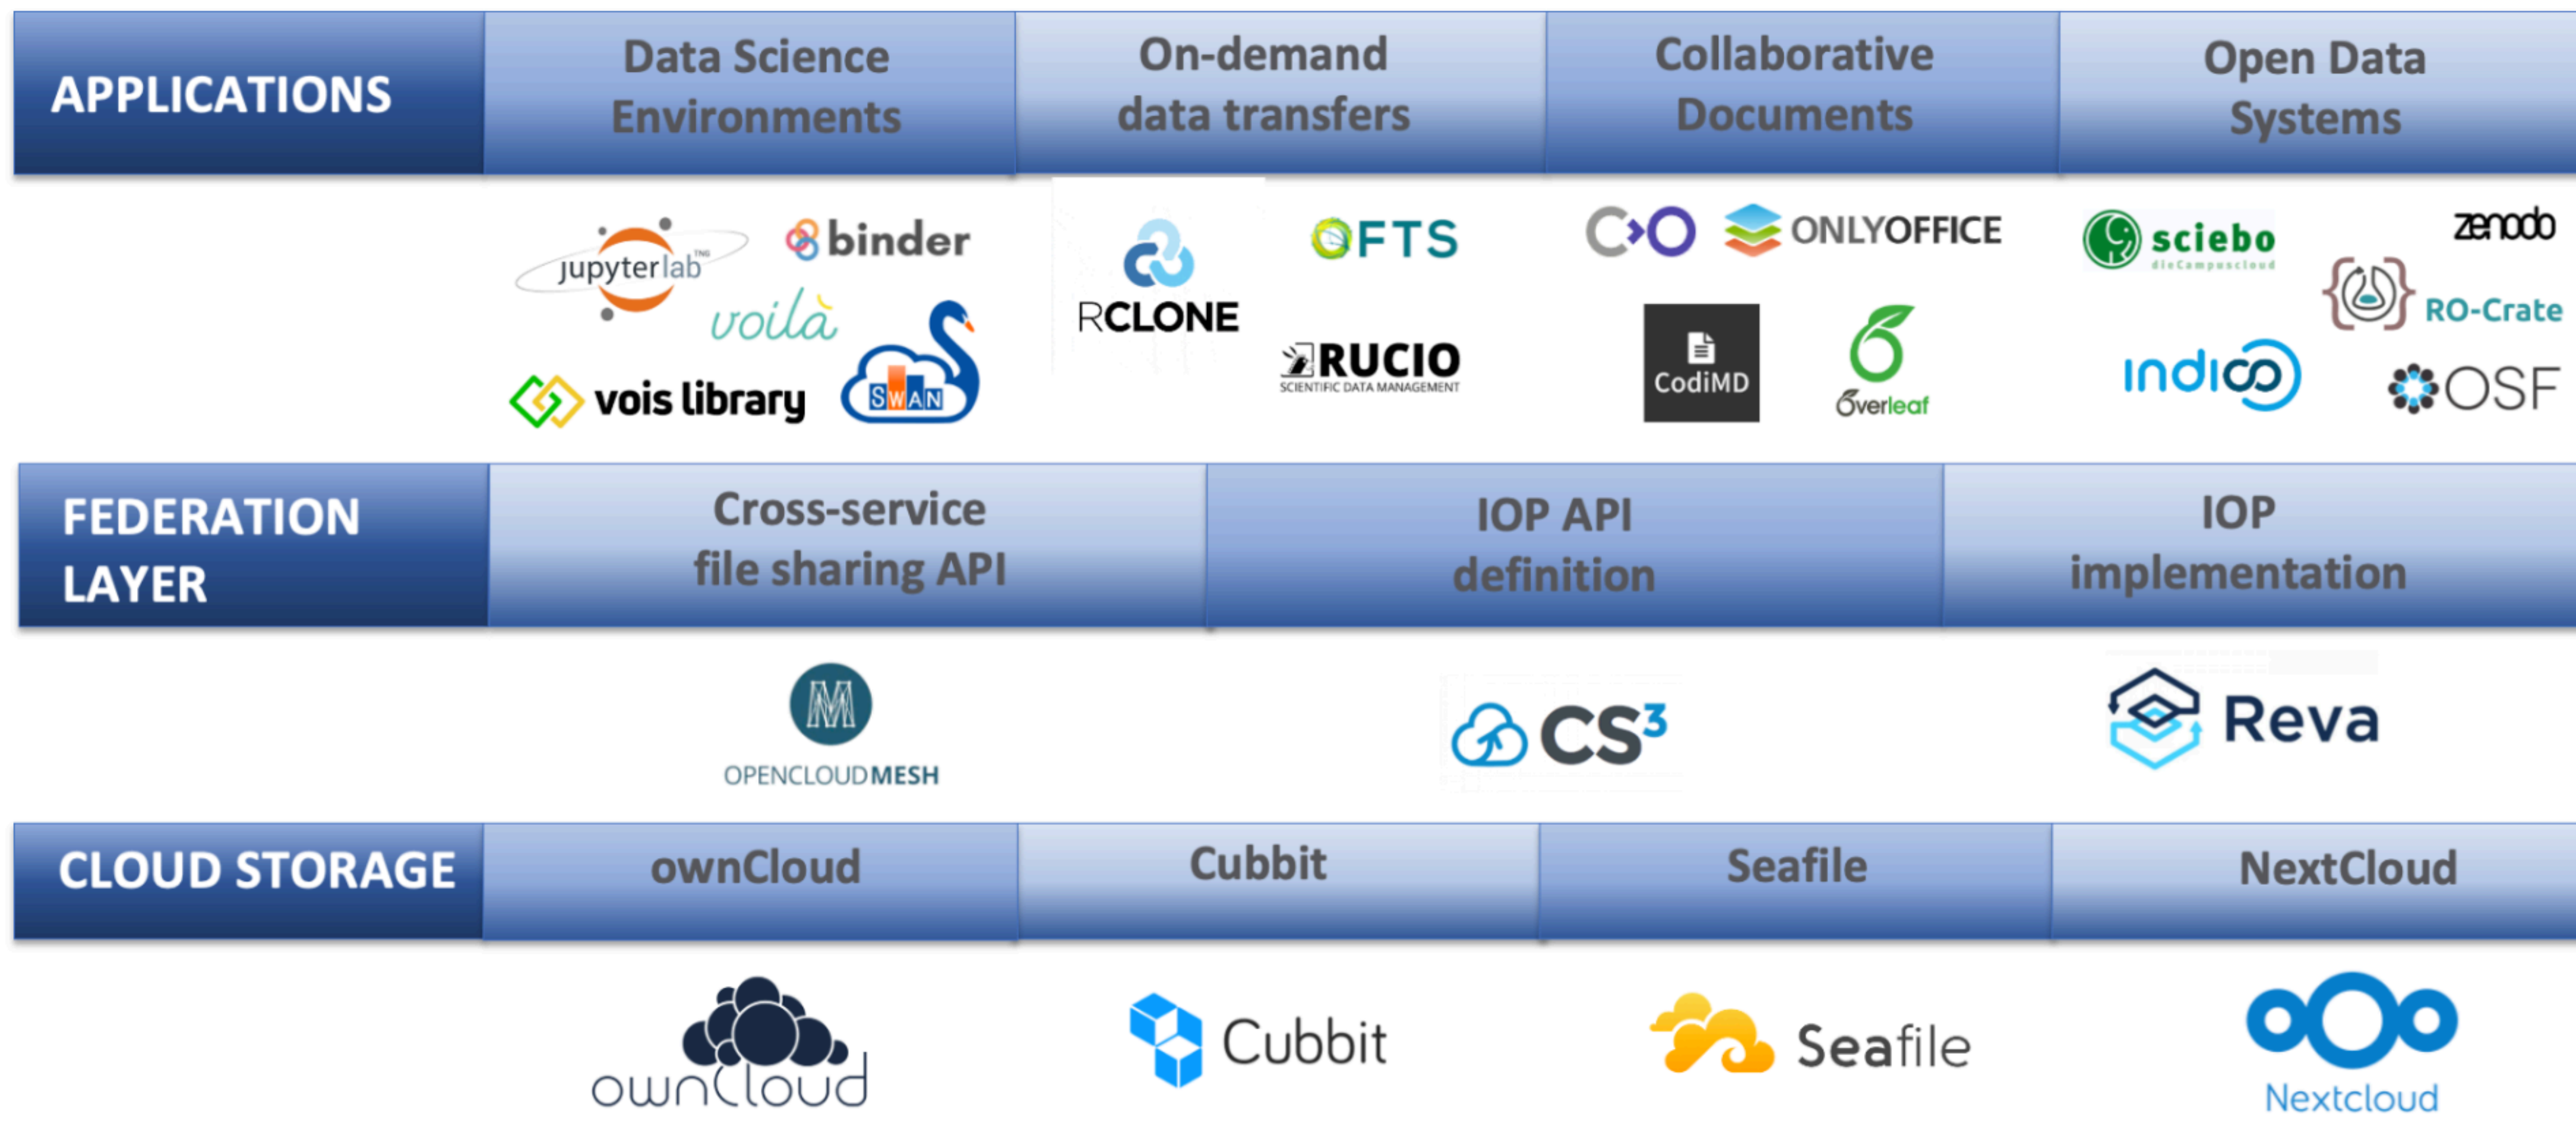 APPLICATIONS
Data Science
Environments
On-demand
data transfers
Collaborative
Documents
Open Data
Systems
jupyterlab
binder
voilà
vois library
SWAN
RCLONE
FTS
RUCIO
SCIENTIFIC DATA MANAGEMENT
ONLYOFFICE
CodiMD
Overleaf
sciebo
dieCampuscloud
zenodo
RO-Crate
indico
OSF
FEDERATION
LAYER
Cross-service
file sharing API
IOP API
definition
IOP
implementation
OPENCLOUDMESH
CS³
Reva
CLOUD STORAGE
ownCloud
Cubbit
Seafile
NextCloud
ownCloud
Cubbit
Seafile
Nextcloud